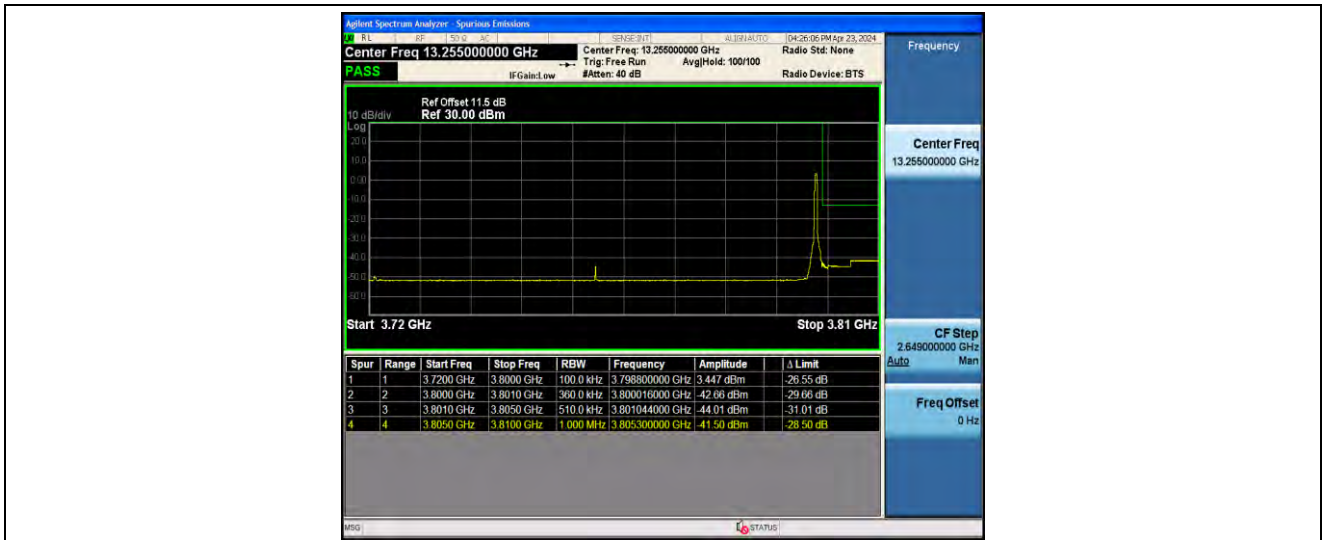 Agilent Spectrum Analyzer - Spurious Emissions
RL RF 50 Ω AC SENSE:INT ALIGN AUTO 04:26:06 PM Apr 23, 2024
Center Freq 13.255000000 GHz
Center Freq: 13.255000000 GHz
Radio Std: None
Trig: Free Run Avg|Hold: 100/100
PASS
IFGain:Low #Atten: 40 dB Radio Device: BTS
Frequency
Ref Offset 11.5 dB
10 dB/div Ref 30.00 dBm
Log
20.0
10.0
0.00
-10.0
-20.0
-30.0
-40.0
-50.0
-60.0
Start 3.72 GHz Stop 3.81 GHz
Center Freq
13.255000000 GHz
CF Step
2.649000000 GHz
Auto Man
Freq Offset
0 Hz
Spur Range Start Freq Stop Freq RBW Frequency Amplitude Δ Limit
1 1 3.7200 GHz 3.8000 GHz 100.0 kHz 3.798800000 GHz 3.447 dBm -26.55 dB
2 2 3.8000 GHz 3.8010 GHz 360.0 kHz 3.800016000 GHz -42.66 dBm -29.66 dB
3 3 3.8010 GHz 3.8050 GHz 510.0 kHz 3.801044000 GHz -44.01 dBm -31.01 dB
4 4 3.8050 GHz 3.8100 GHz 1.000 MHz 3.805300000 GHz -41.50 dBm -28.50 dB
MSG STATUS